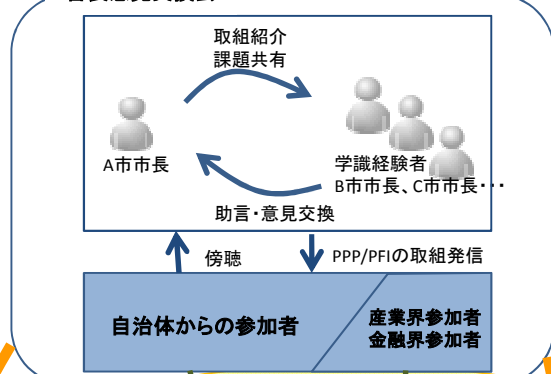 取組紹介
課題共有
A市市長
学識経験者
B市市長、C市市長・・・
助言・意見交換
傍聴
PPP/PFIの取組発信
自治体からの参加者
産業界参加者
金融界参加者